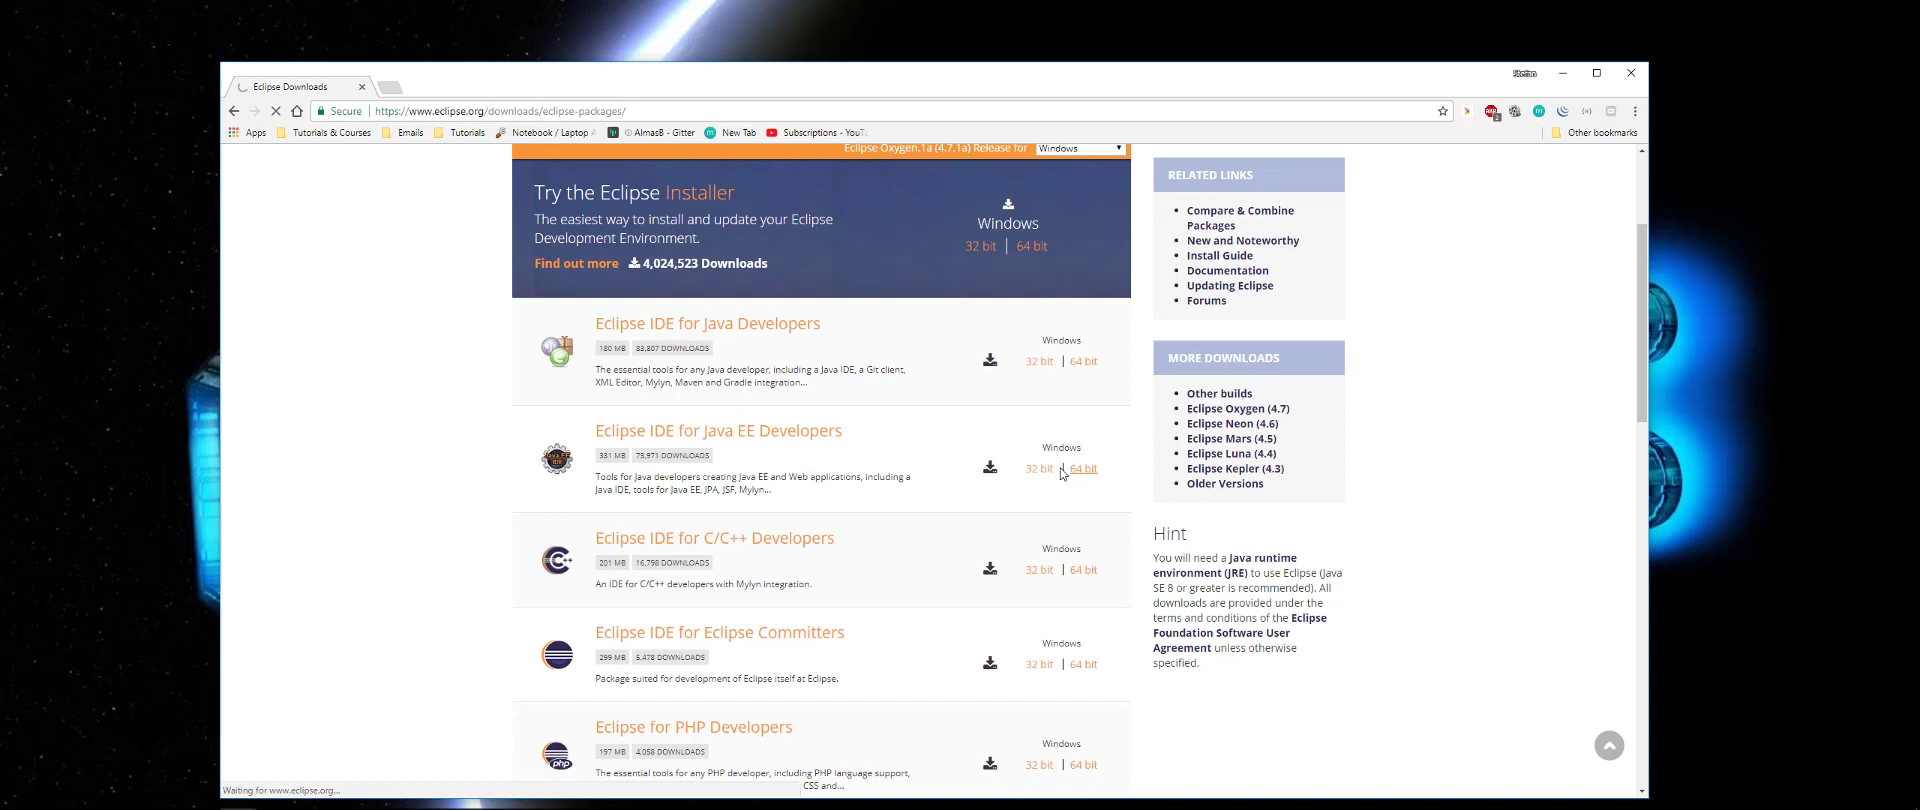 Eclipse Downloads
Stefan
Secure
https://www.eclipse.org/downloads/eclipse-packages/
Apps
Tutorials & Courses
Emails
Tutorials
Notebook / Laptop
AlmasB - Gitter
New Tab
Subscriptions - YouTu
Other bookmarks
Eclipse Oxygen.1a (4.7.1a) Release for
Windows
Try the Eclipse Installer
The easiest way to install and update your Eclipse
Development Environment.
Find out more
4,024,523 Downloads
Windows
32 bit | 64 bit
Eclipse IDE for Java Developers
180 MB
83,807 DOWNLOADS
The essential tools for any Java developer, including a Java IDE, a Git client,
XML Editor, Mylyn, Maven and Gradle integration...
Windows
32 bit | 64 bit
Eclipse IDE for Java EE Developers
331 MB
73,971 DOWNLOADS
Tools for Java developers creating Java EE and Web applications, including a
Java IDE, tools for Java EE, JPA, JSF, Mylyn...
Java EE
IDE
Windows
32 bit | 64 bit
Eclipse IDE for C/C++ Developers
201 MB
16,798 DOWNLOADS
An IDE for C/C++ developers with Mylyn integration.
C++
Windows
32 bit | 64 bit
Eclipse IDE for Eclipse Committers
299 MB
5,478 DOWNLOADS
Package suited for development of Eclipse itself at Eclipse.
Windows
32 bit | 64 bit
Eclipse for PHP Developers
197 MB
4,058 DOWNLOADS
The essential tools for any PHP developer, including PHP language support,
CSS and...
php
Windows
32 bit | 64 bit
RELATED LINKS
Compare & Combine
Packages
New and Noteworthy
Install Guide
Documentation
Updating Eclipse
Forums
MORE DOWNLOADS
Other builds
Eclipse Oxygen (4.7)
Eclipse Neon (4.6)
Eclipse Mars (4.5)
Eclipse Luna (4.4)
Eclipse Kepler (4.3)
Older Versions
Hint
You will need a Java runtime
environment (JRE) to use Eclipse (Java
SE 8 or greater is recommended). All
downloads are provided under the
terms and conditions of the Eclipse
Foundation Software User
Agreement unless otherwise
specified.
Waiting for www.eclipse.org...